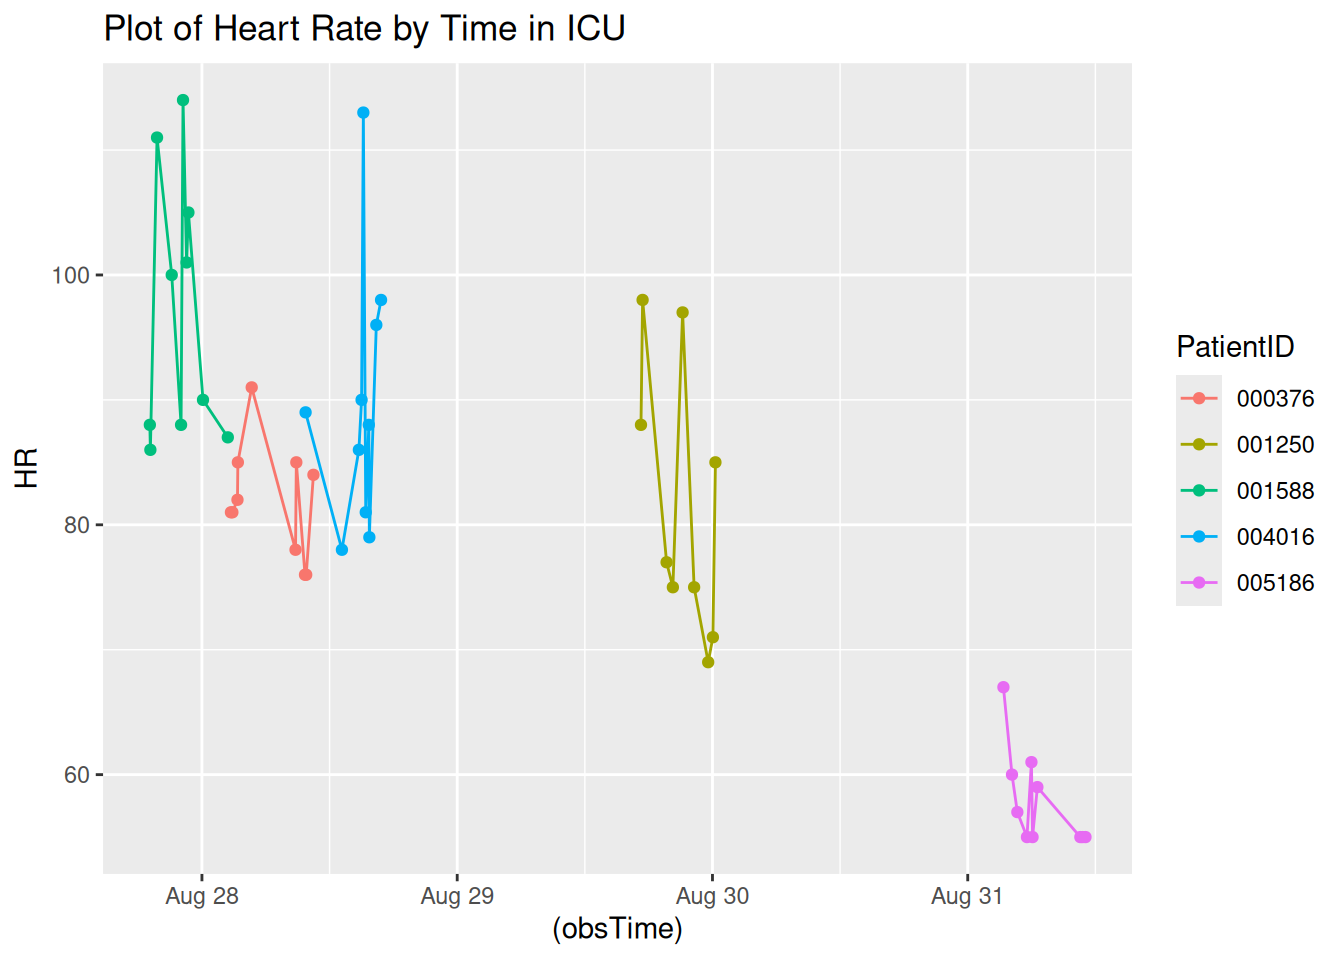 Plot of Heart Rate by Time in ICU
HR
100
80
60
Aug 28
Aug 29
Aug 30
Aug 31
(obsTime)
PatientID
000376
001250
001588
004016
005186